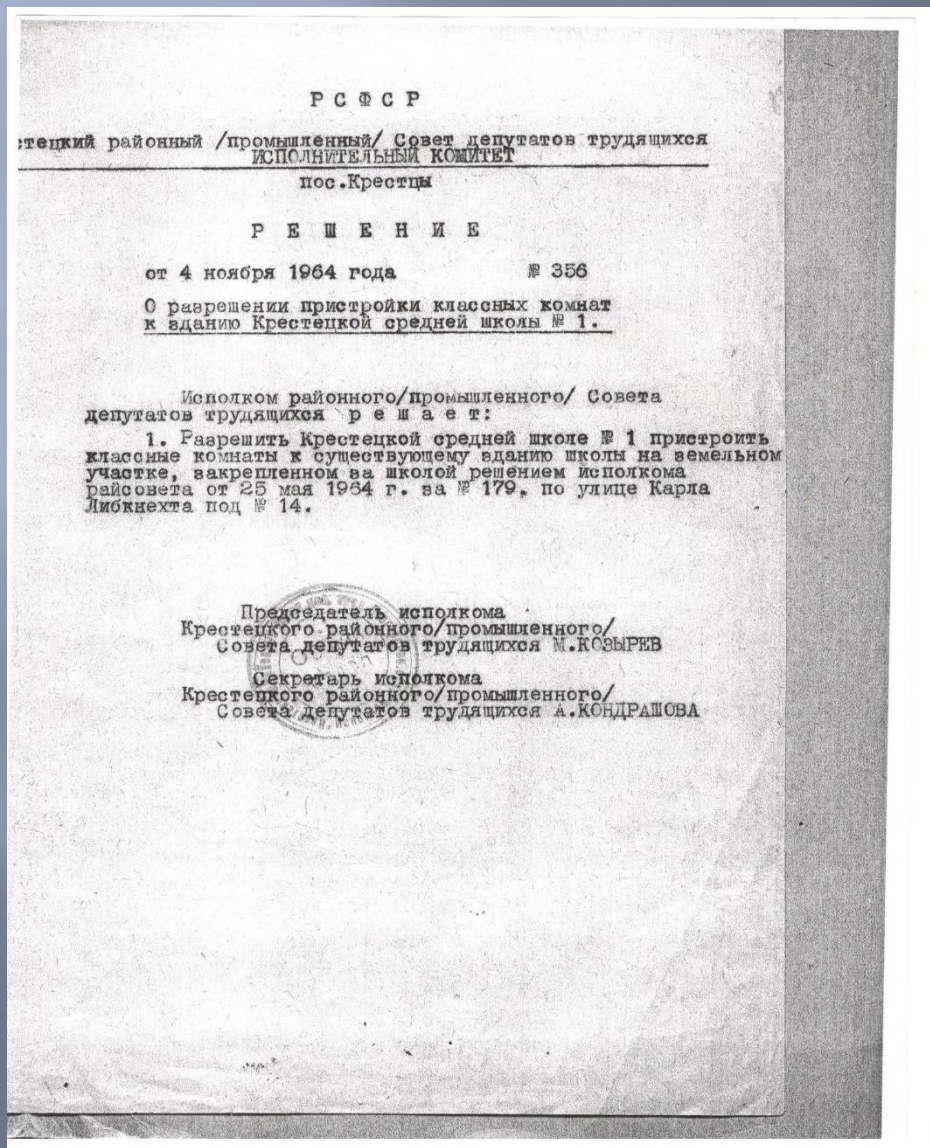 Р С Ф С Р
стецкий районный /промышленный/ Совет депутатов трудящихся
ИСПОЛНИТЕЛЬНЫЙ КОМИТЕТ
пос.Крестцы
Р Е Ш Е Н И Е
от 4 ноября 1964 года № 356
О разрешении пристройки классных комнат
к зданию Крестецкой средней школы № 1.
Исполком районного/промышленного/ Совета
депутатов трудящихся р е ш а е т:
1. Разрешить Крестецкой средней школе № 1 пристроить
классные комнаты к существующему зданию школы на земельном
участке, закрепленном за школой решением исполкома
райсовета от 25 мая 1964 г. за № 179, по улице Карла
Либкнехта под № 14.
Председатель исполкома
Крестецкого районного/промышленного/
Совета депутатов трудящихся М.КОЗЫРЕВ
Секретарь исполкома
Крестецкого районного/промышленного/
Совета депутатов трудящихся А.КОНДРАШОВА